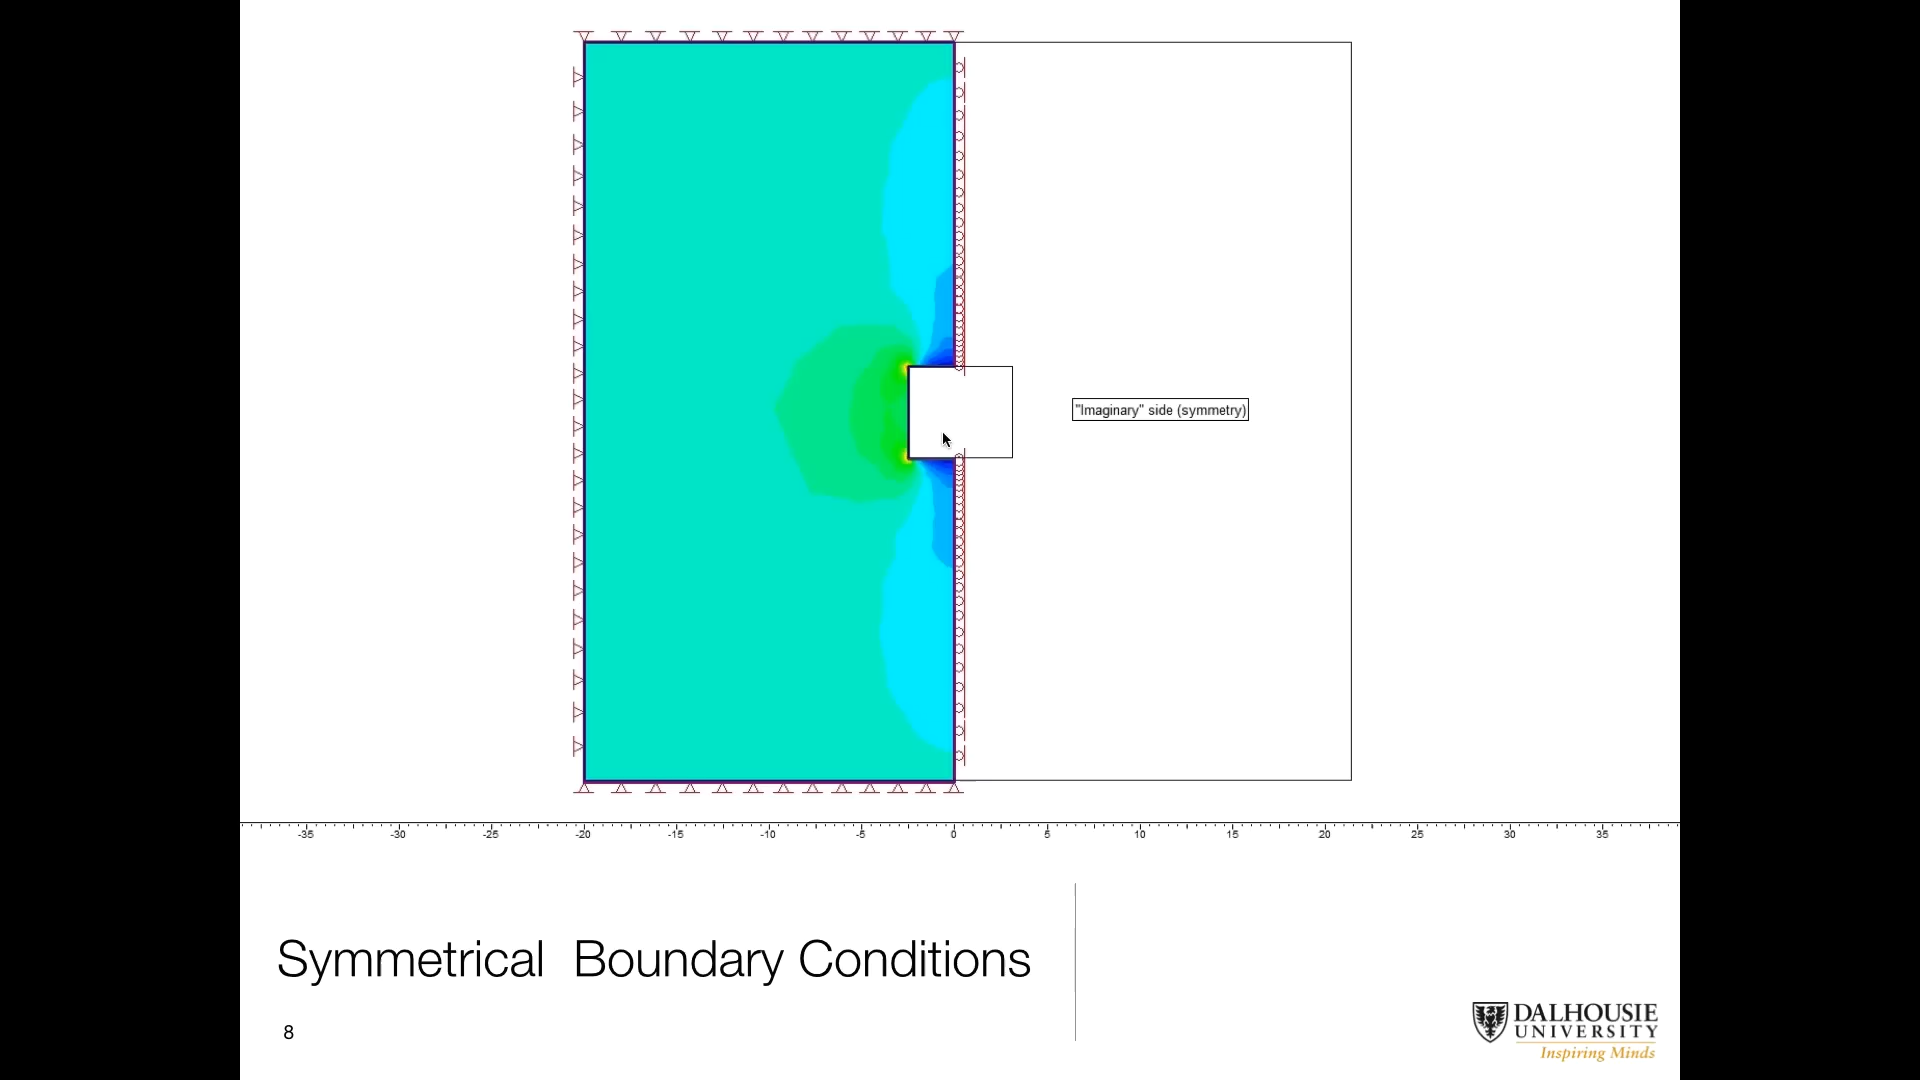 "Imaginary" side (symmetry)
-35 -30 -25 -20 -15 -10 -5 0 5 10 15 20 25 30 35
Symmetrical Boundary Conditions
8
DALHOUSIE
UNIVERSITY
Inspiring Minds